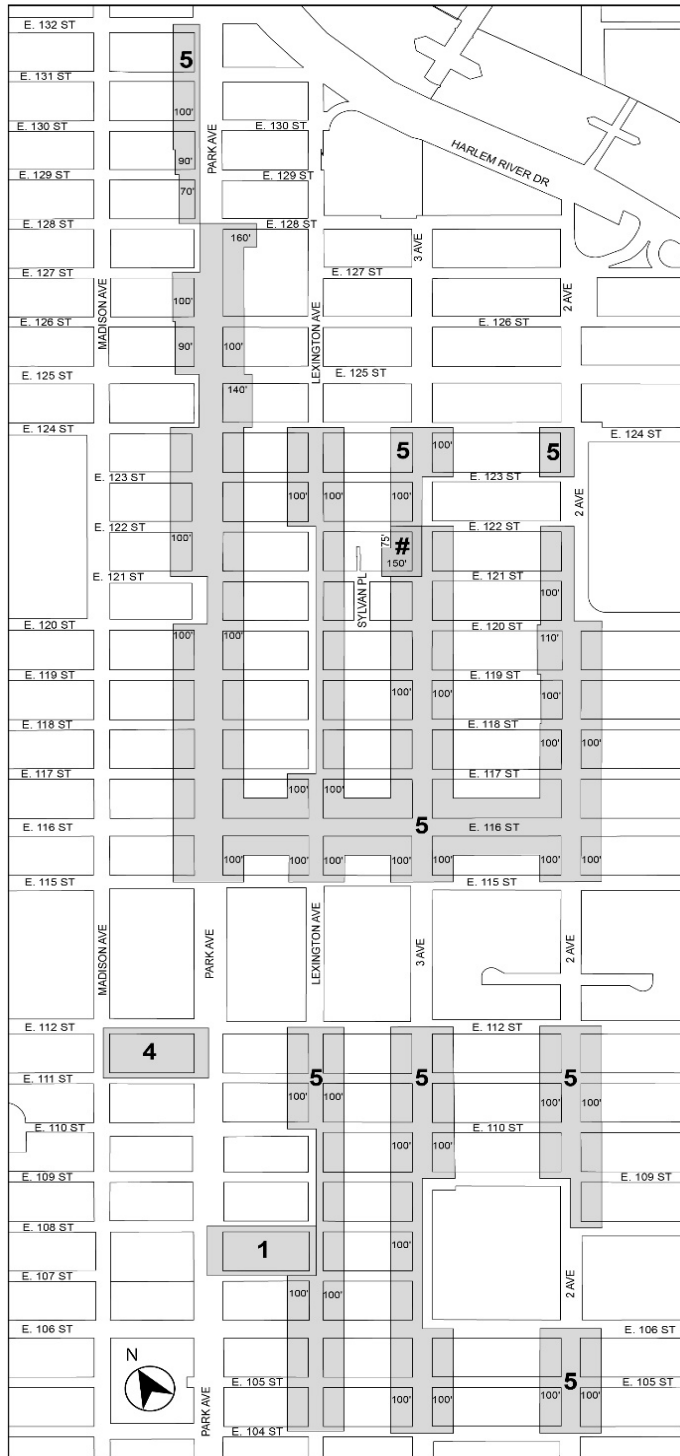 E. 132 ST
5
E. 131 ST
100'
E. 130 ST
E. 130 ST
PARK AVE
HARLEM RIVER DR
90'
E. 129 ST
E. 129 ST
70'
E. 128 ST
E. 128 ST
160'
3 AVE
E. 127 ST
E. 127 ST
MADISON AVE
100'
2 AVE
E. 126 ST
E. 126 ST
LEXINGTON AVE
90'
100'
E. 125 ST
E. 125 ST
140'
E. 124 ST
E. 124 ST
5
100'
5
E. 123 ST
E. 123 ST
100'
100'
100'
2 AVE
E. 122 ST
E. 122 ST
100'
75'
#
150'
E. 121 ST
E. 121 ST
SYLVAN PL
100'
E. 120 ST
E. 120 ST
100'
100'
110'
E. 119 ST
E. 119 ST
100'
100'
100'
E. 118 ST
E. 118 ST
100'
100'
E. 117 ST
E. 117 ST
100'
100'
E. 116 ST
5
E. 116 ST
100'
100'
100'
100'
100'
100'
100'
E. 115 ST
E. 115 ST
MADISON AVE
PARK AVE
LEXINGTON AVE
3 AVE
2 AVE
E. 112 ST
E. 112 ST
4
5
5
5
E. 111 ST
100'
100'
100'
100'
E. 110 ST
E. 110 ST
100'
100'
E. 109 ST
E. 109 ST
E. 108 ST
1
100'
E. 107 ST
100'
100'
2 AVE
E. 106 ST
E. 106 ST
N
E. 105 ST
5
E. 105 ST
PARK AVE
100'
100'
100'
100'
E. 104 ST